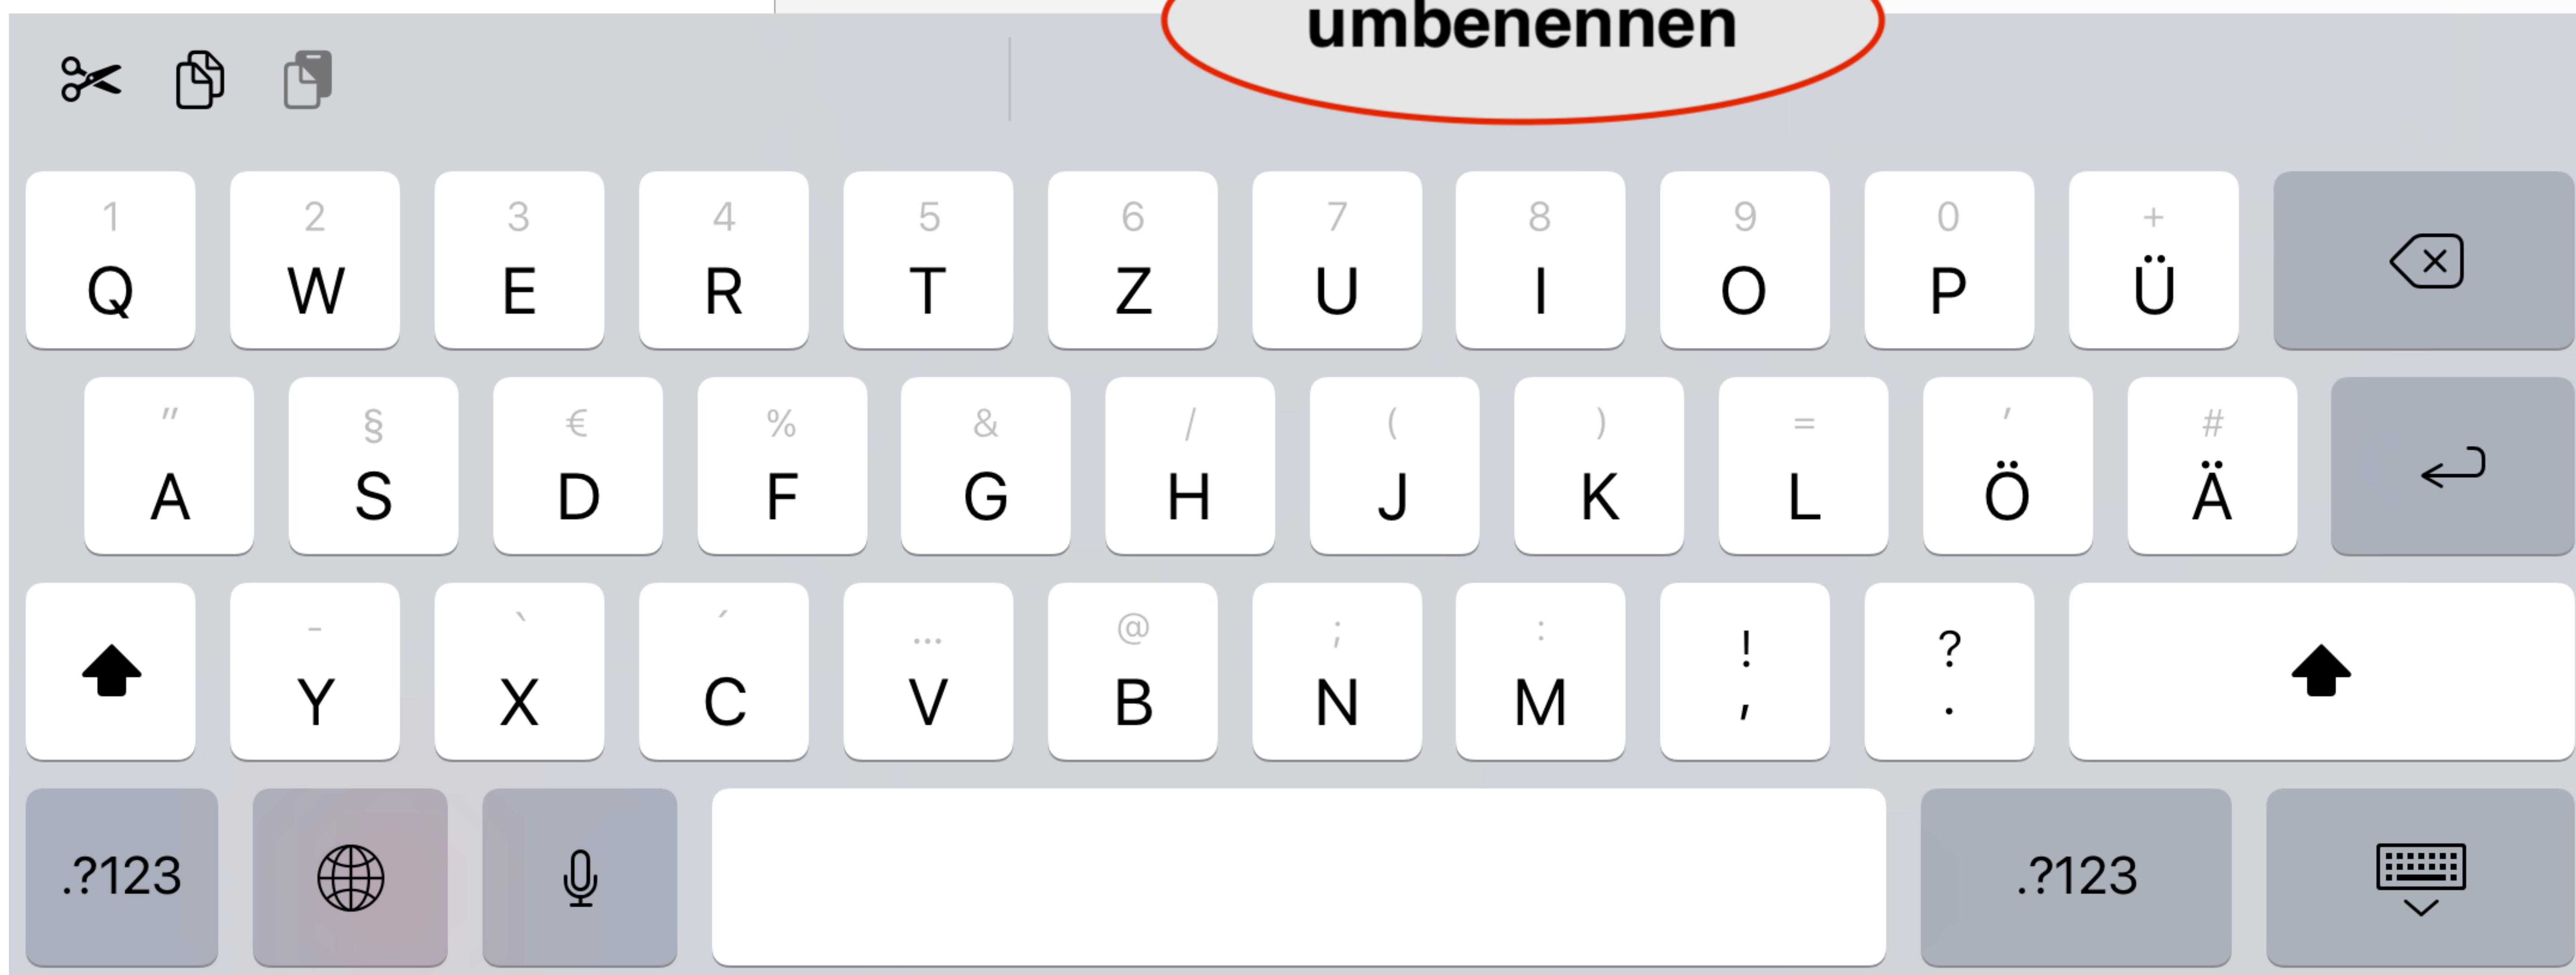 umbenennen
1 2 3 4 5 6 7 8 9 0 +
Q W E R T Z U I O P Ü
" § € % & / ( ) = ' #
A S D F G H J K L Ö Ä
- ` ´ ... @ ; : ! ?
Y X C V B N M , .
.?123 .?123